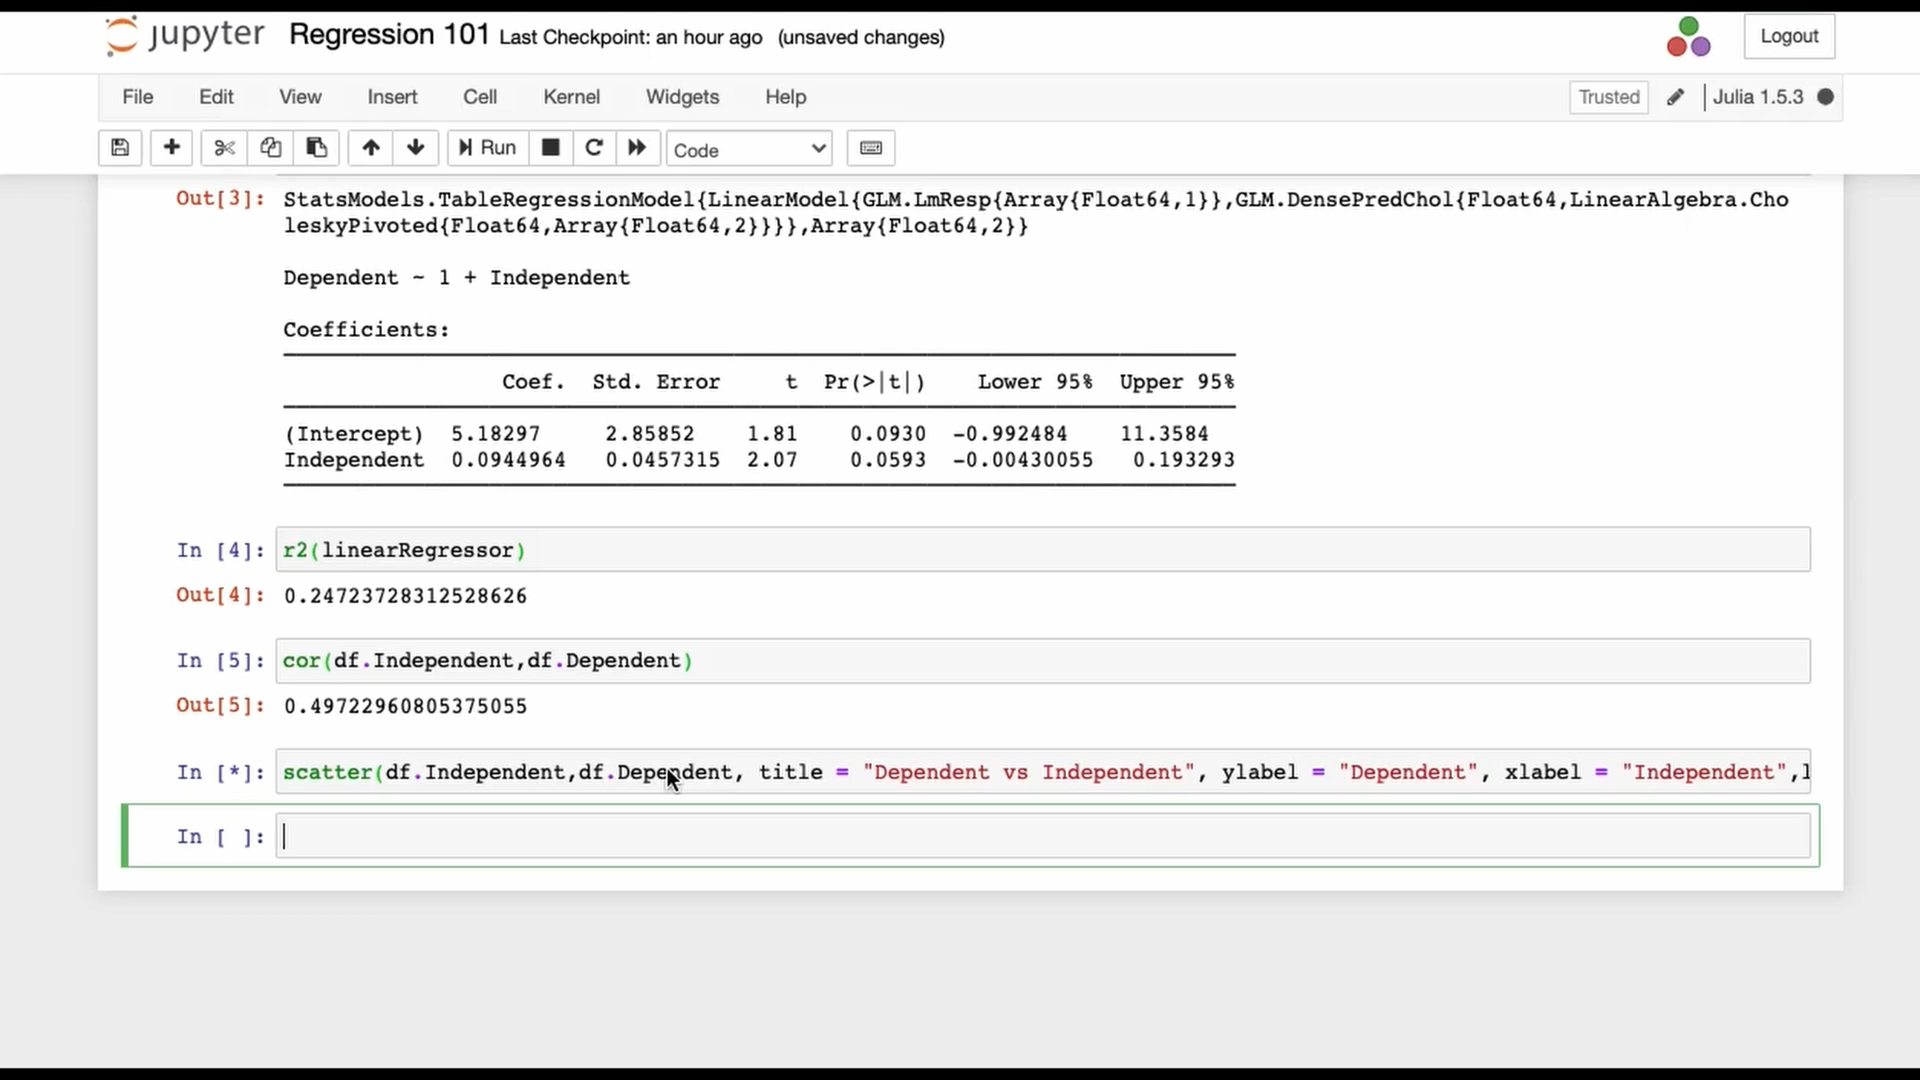 jupyter Regression 101 Last Checkpoint: an hour ago (unsaved changes) Logout
File Edit View Insert Cell Kernel Widgets Help Trusted Julia 1.5.3
Run Code
Out[3]: StatsModels.TableRegressionModel{LinearModel{GLM.LmResp{Array{Float64,1}},GLM.DensePredChol{Float64,LinearAlgebra.Cho
leskyPivoted{Float64,Array{Float64,2}}}},Array{Float64,2}}
Dependent ~ 1 + Independent
Coefficients:
Coef. Std. Error t Pr(>|t|) Lower 95% Upper 95%
(Intercept) 5.18297 2.85852 1.81 0.0930 -0.992484 11.3584
Independent 0.0944964 0.0457315 2.07 0.0593 -0.00430055 0.193293
In [4]: r2(linearRegressor)
Out[4]: 0.24723728312528626
In [5]: cor(df.Independent,df.Dependent)
Out[5]: 0.49722960805375055
In [*]: scatter(df.Independent,df.Dependent, title = "Dependent vs Independent", ylabel = "Dependent", xlabel = "Independent",l
In [ ]: